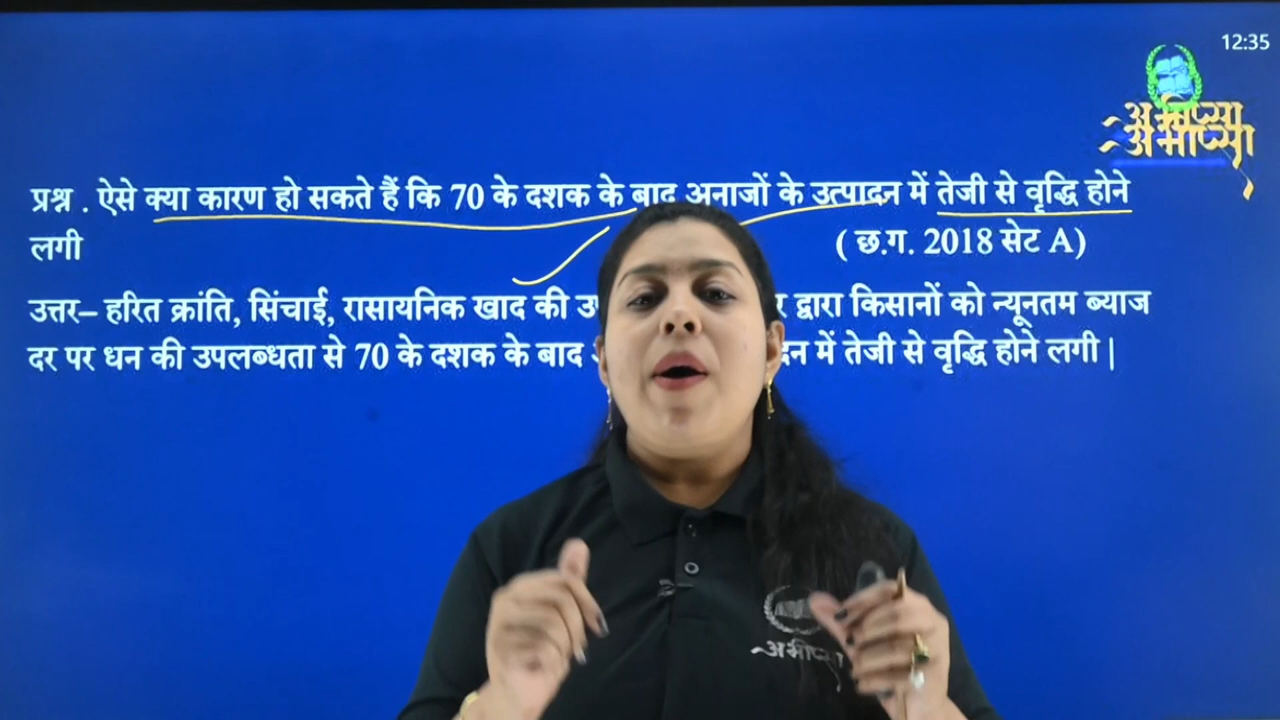 12:35
अभीप्सा
प्रश्न . ऐसे क्या कारण हो सकते हैं कि 70 के दशक के बाद अनाजों के उत्पादन में तेजी से वृद्धि होने
लगी ( छ.ग. 2018 सेट A)
उत्तर– हरित क्रांति, सिंचाई, रासायनिक खाद की द्वारा किसानों को न्यूनतम ब्याज
दर पर धन की उपलब्धता से 70 के दशक के बाद में तेजी से वृद्धि होने लगी |
अभीप्सा